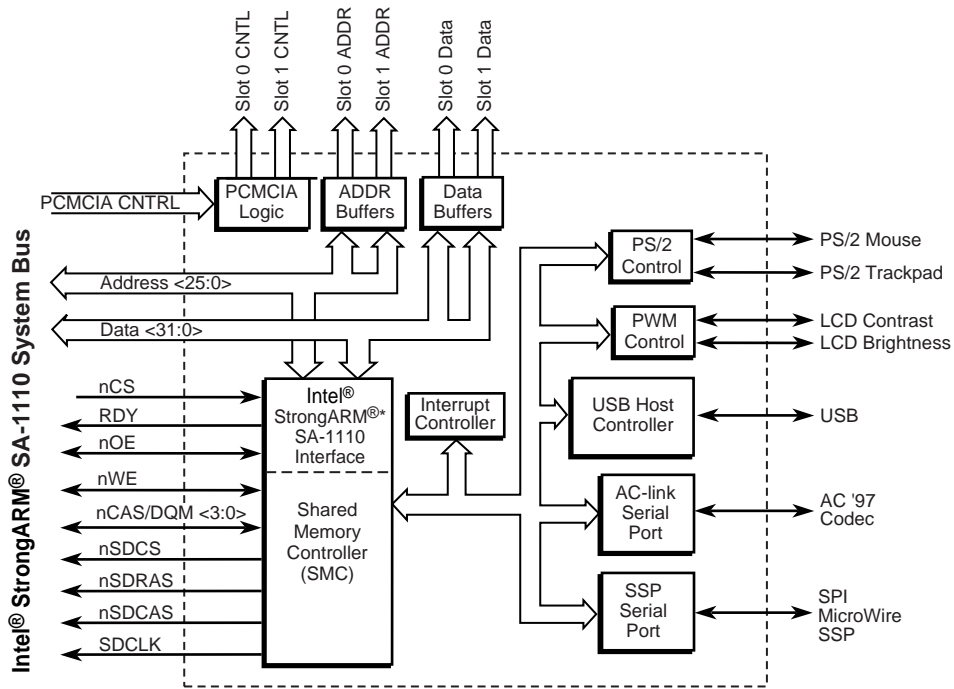 Slot 0 CNTL
Slot 1 CNTL
Slot 0 ADDR
Slot 1 ADDR
Slot 0 Data
Slot 1 Data
PCMCIA CNTRL
PCMCIA
Logic
ADDR
Buffers
Data
Buffers
Intel® StrongARM® SA-1110 System Bus
Address <25:0>
Data <31:0>
nCS
RDY
nOE
nWE
nCAS/DQM <3:0>
nSDCS
nSDRAS
nSDCAS
SDCLK
Intel®
StrongARM®*
SA-1110
Interface
Shared
Memory
Controller
(SMC)
Interrupt
Controller
PS/2
Control
PWM
Control
USB Host
Controller
AC-link
Serial
Port
SSP
Serial
Port
PS/2 Mouse
PS/2 Trackpad
LCD Contrast
LCD Brightness
USB
AC '97
Codec
SPI
MicroWire
SSP